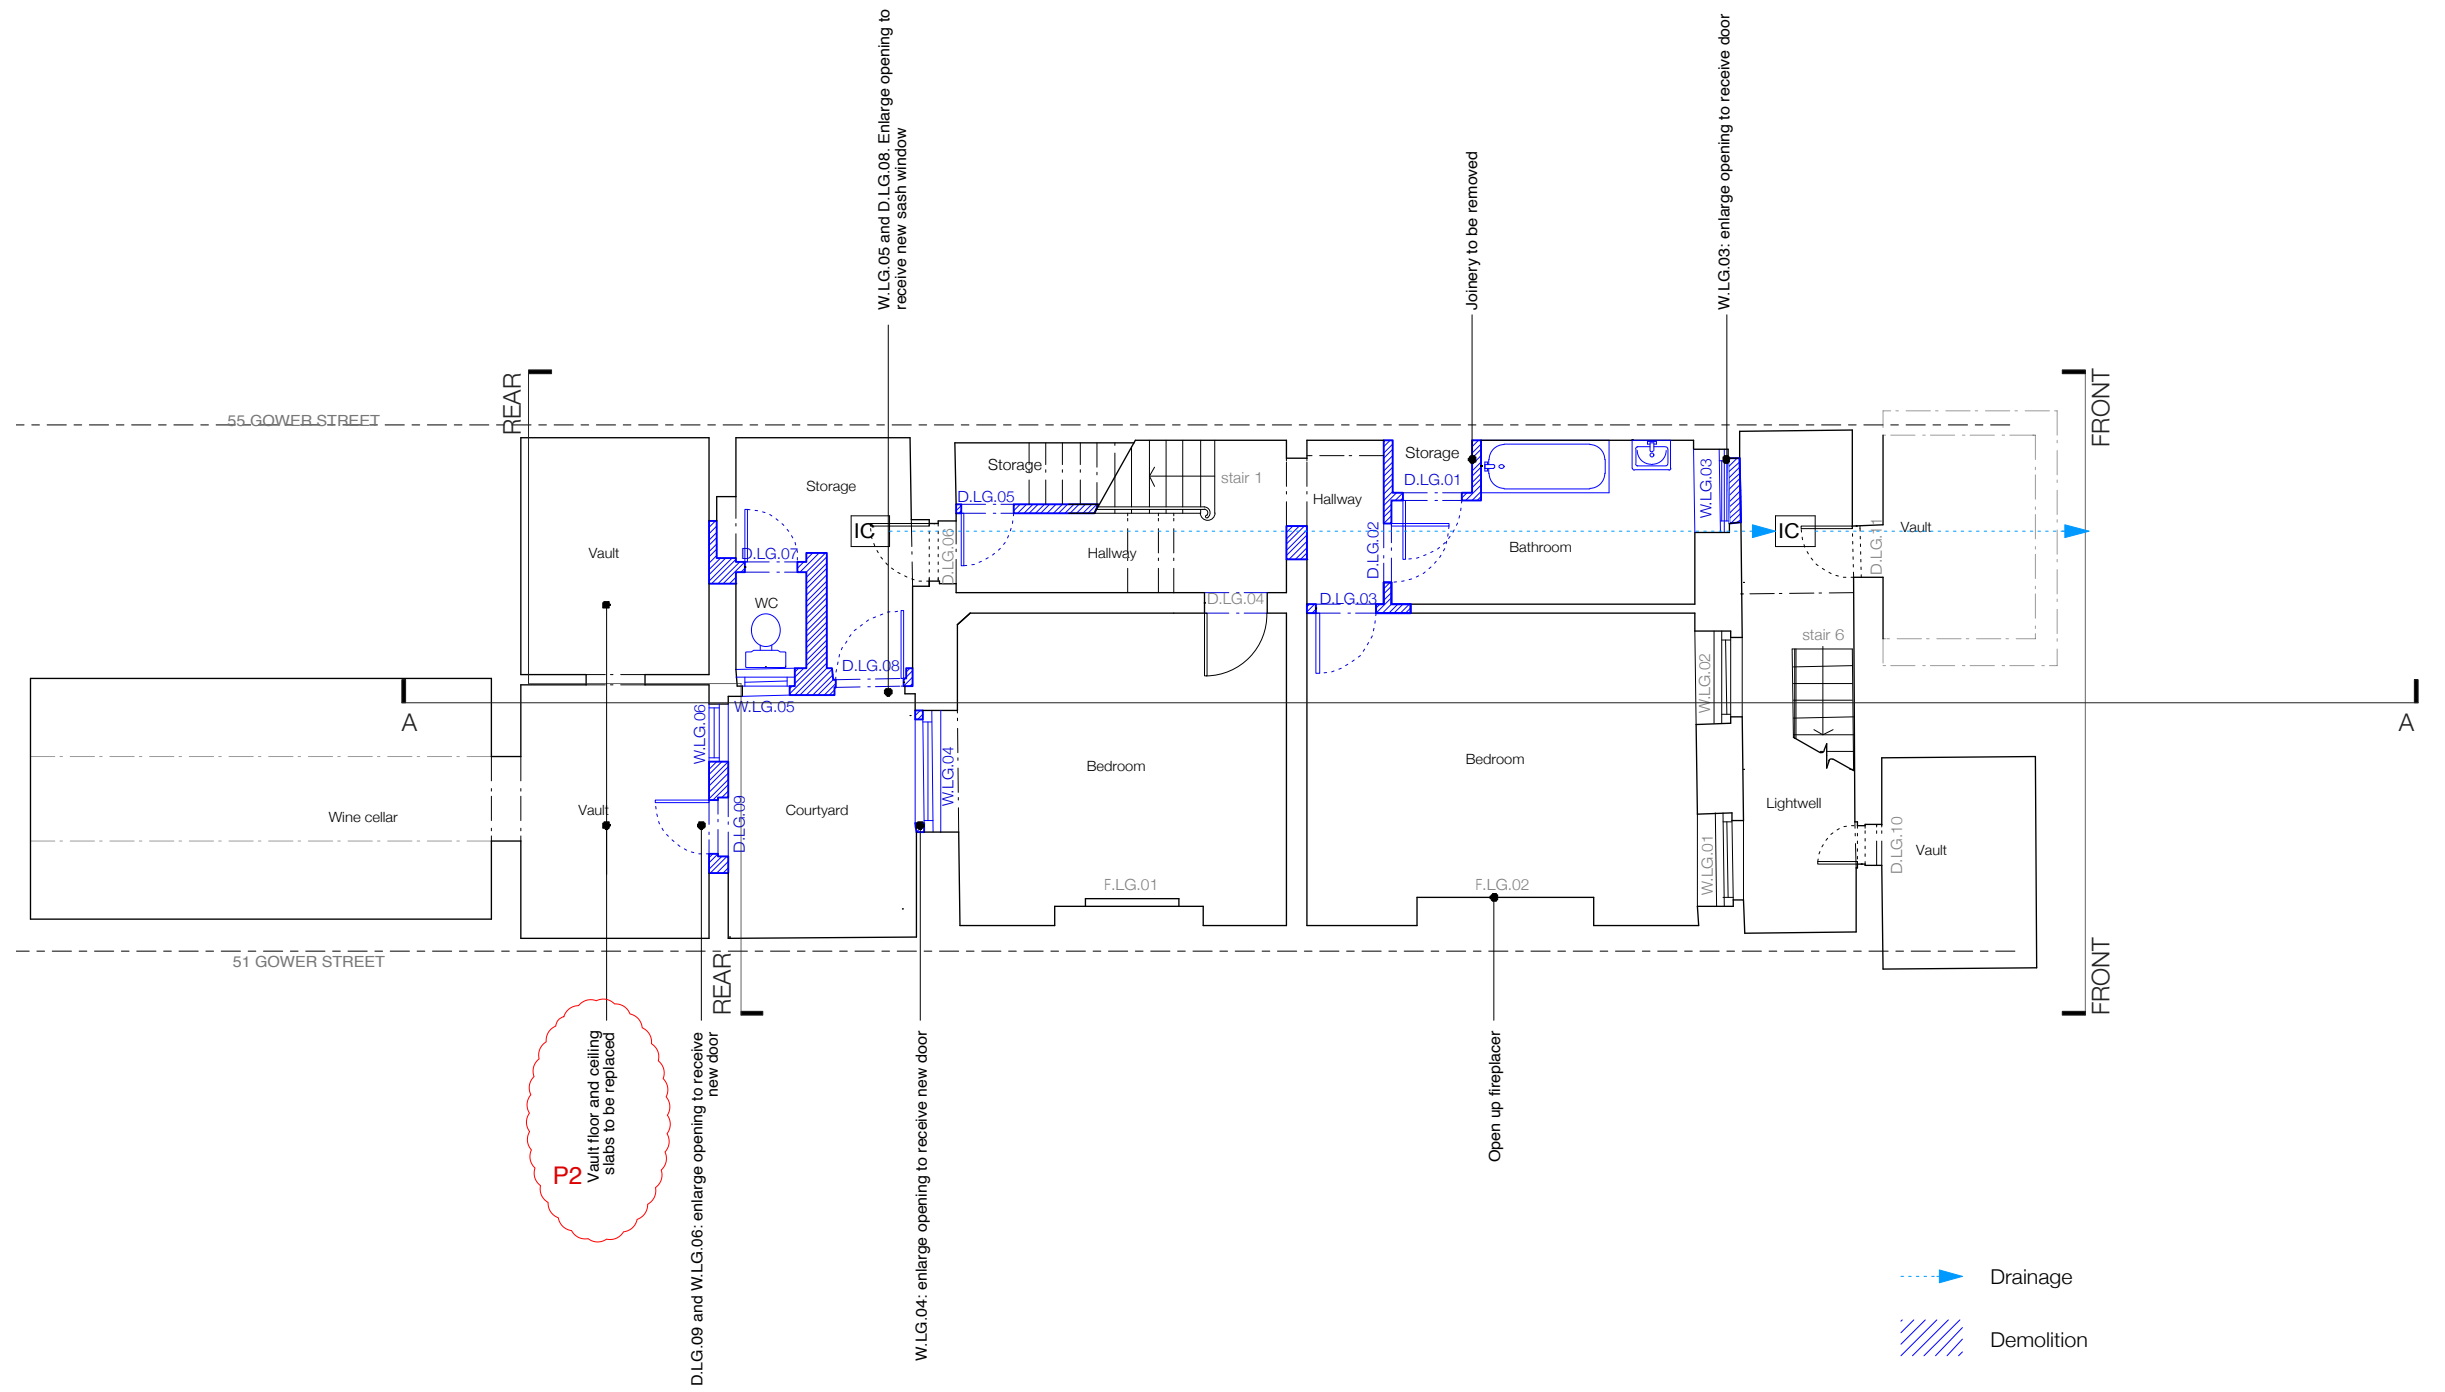 W.LG.05 and D.LG.08. Enlarge opening to
receive new sash window
Joinery to be removed
W.LG.03: enlarge opening to receive door
REAR
FRONT
55 GOWER STREET
Storage
Storage
stair 1
Storage
D.LG.01
W.LG.03
Hallway
D.LG.05
IC
D.LG.06
Hallway
D.LG.02
Bathroom
IC
D.LG.11
Vault
Vault
D.LG.07
WC
D.LG.04
D.LG.03
stair 6
D.LG.08
W.LG.02
W.LG.05
W.LG.06
A
A
W.LG.04
Bedroom
Bedroom
Wine cellar
Vault
D.LG.09
Courtyard
Lightwell
D.LG.10
Vault
W.LG.01
F.LG.01
F.LG.02
51 GOWER STREET
REAR
FRONT
P2
Vault floor and ceiling
slabs to be replaced
D.LG.09 and W.LG.06: enlarge opening to receive
new door
W.LG.04: enlarge opening to receive new door
Open up fireplacer
Drainage
Demolition